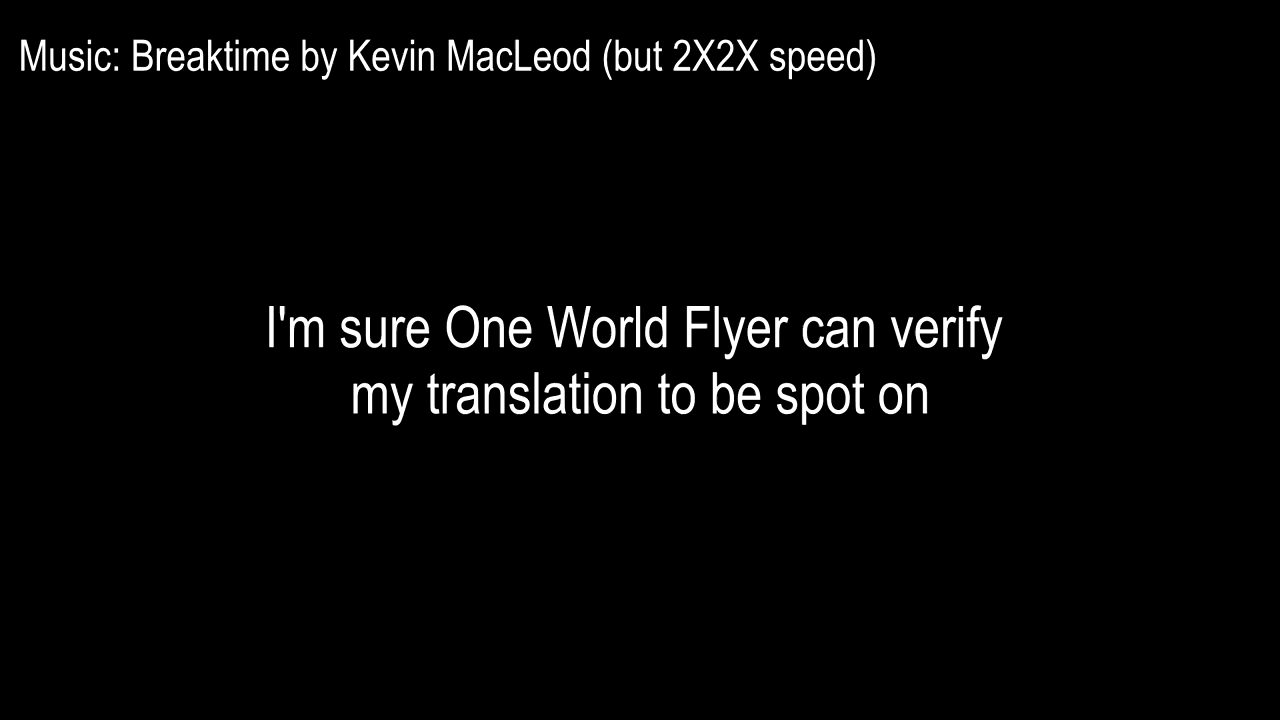 Music: Breaktime by Kevin MacLeod (but 2X2X speed)
I'm sure One World Flyer can verify
my translation to be spot on